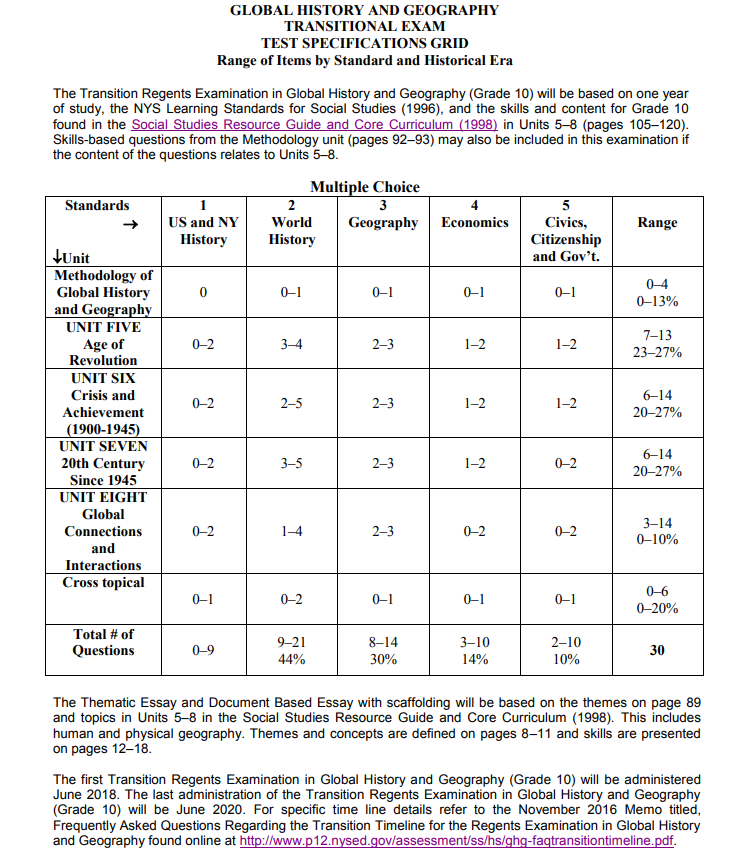 GLOBAL HISTORY AND GEOGRAPHY
TRANSITIONAL EXAM
TEST SPECIFICATIONS GRID
Range of Items by Standard and Historical Era
The Transition Regents Examination in Global History and Geography (Grade 10) will be based on one year
of study, the NYS Learning Standards for Social Studies (1996), and the skills and content for Grade 10
found in the Social Studies Resource Guide and Core Curriculum (1998) in Units 5–8 (pages 105–120).
Skills-based questions from the Methodology unit (pages 92–93) may also be included in this examination if
the content of the questions relates to Units 5–8.
Multiple Choice
Standards
→
↓Unit
1
US and NY
History
2
World
History
3
Geography
4
Economics
5
Civics,
Citizenship
and Gov't.
Range
Methodology of
Global History
and Geography
0
0–1
0–1
0–1
0–1
0–4
0–13%
UNIT FIVE
Age of
Revolution
0–2
3–4
2–3
1–2
1–2
7–13
23–27%
UNIT SIX
Crisis and
Achievement
(1900-1945)
0–2
2–5
2–3
1–2
1–2
6–14
20–27%
UNIT SEVEN
20th Century
Since 1945
0–2
3–5
2–3
1–2
0–2
6–14
20–27%
UNIT EIGHT
Global
Connections
and
Interactions
0–2
1–4
2–3
0–2
0–2
3–14
0–10%
Cross topical
0–1
0–2
0–1
0–1
0–1
0–6
0–20%
Total # of
Questions
0–9
9–21
44%
8–14
30%
3–10
14%
2–10
10%
30
The Thematic Essay and Document Based Essay with scaffolding will be based on the themes on page 89
and topics in Units 5–8 in the Social Studies Resource Guide and Core Curriculum (1998). This includes
human and physical geography. Themes and concepts are defined on pages 8–11 and skills are presented
on pages 12–18.
The first Transition Regents Examination in Global History and Geography (Grade 10) will be administered
June 2018. The last administration of the Transition Regents Examination in Global History and Geography
(Grade 10) will be June 2020. For specific time line details refer to the November 2016 Memo titled,
Frequently Asked Questions Regarding the Transition Timeline for the Regents Examination in Global History
and Geography found online at http://www.p12.nysed.gov/assessment/ss/hs/ghg-faqtransitiontimeline.pdf.